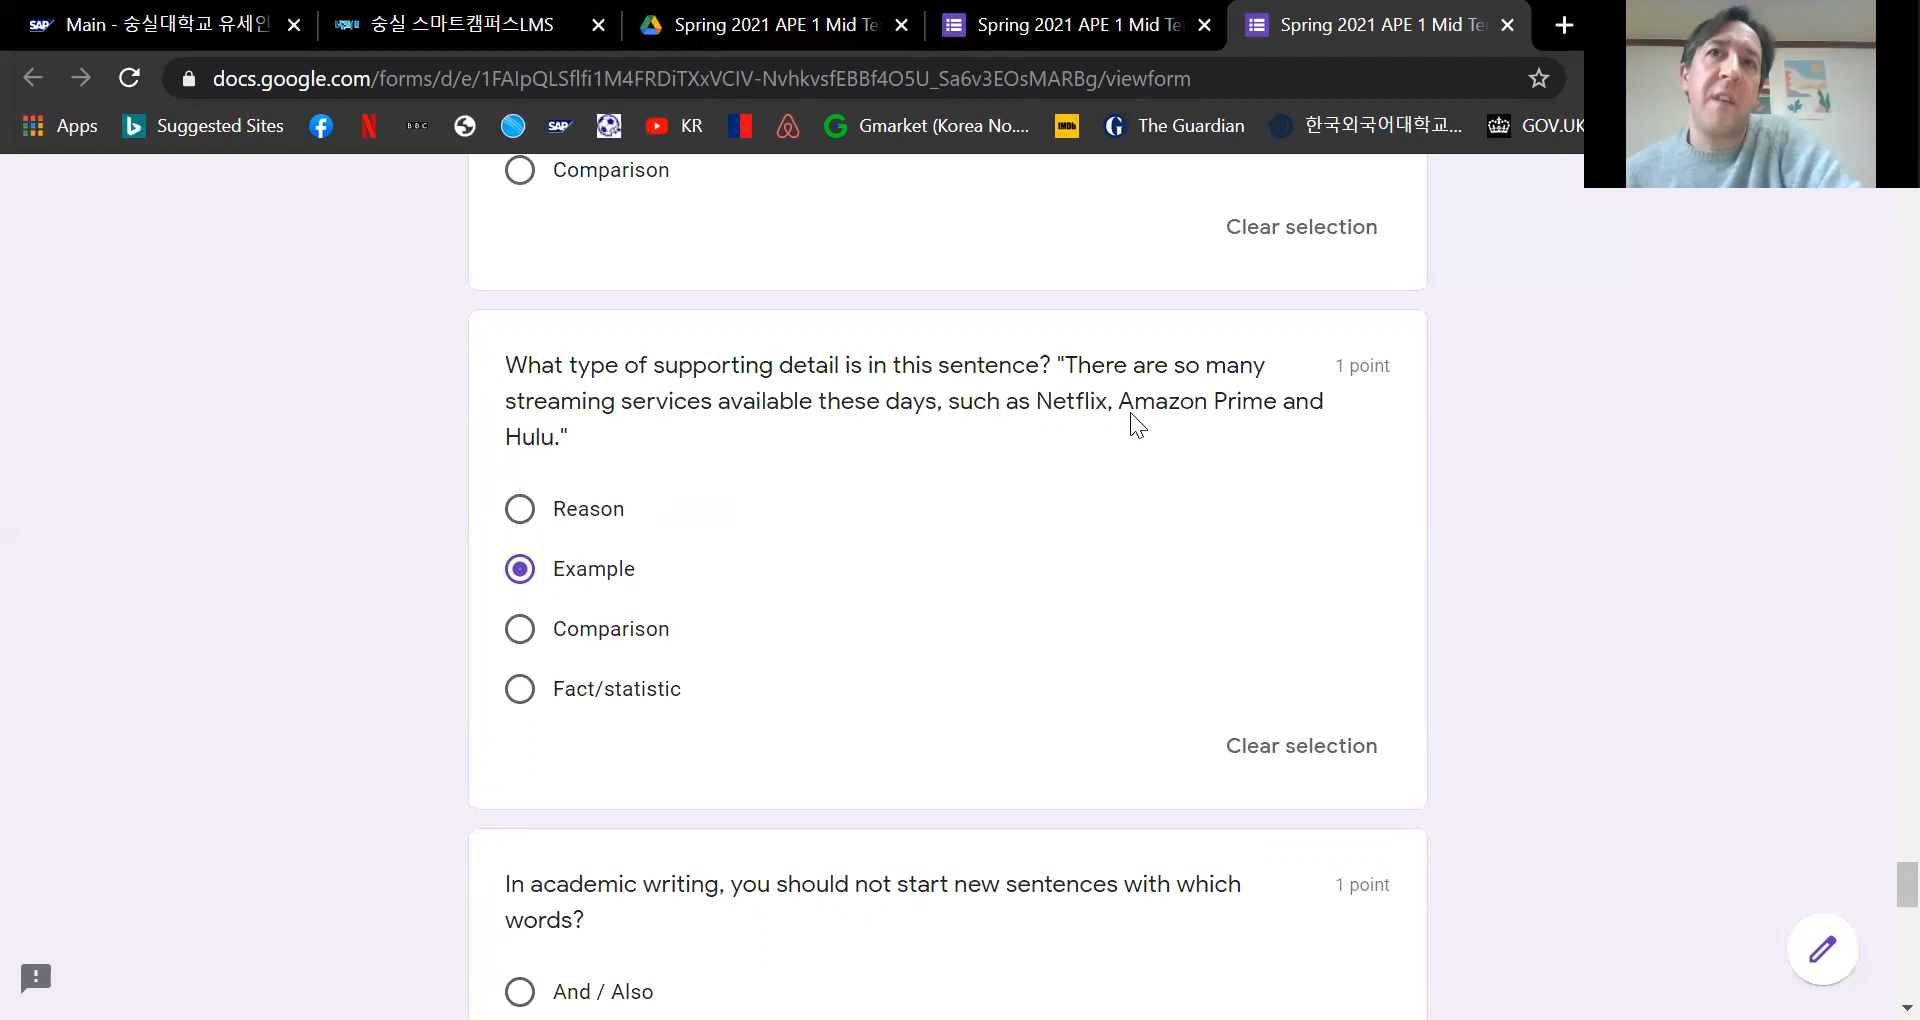 SAP Main - 숭실대학교 유세인
숭실 스마트캠퍼스LMS
Spring 2021 APE 1 Mid Te
Spring 2021 APE 1 Mid Te
Spring 2021 APE 1 Mid Te
docs.google.com/forms/d/e/1FAIpQLSflfi1M4FRDiTXxVCIV-NvhkvsfEBBf4O5U_Sa6v3EOsMARBg/viewform
Apps b Suggested Sites f N BBC SAP KR G Gmarket (Korea No.... IMDb G The Guardian 한국외국어대학교... GOV.UK
Comparison
Clear selection
What type of supporting detail is in this sentence? "There are so many
1 point
streaming services available these days, such as Netflix, Amazon Prime and
Hulu."
Reason
Example
Comparison
Fact/statistic
Clear selection
In academic writing, you should not start new sentences with which
1 point
words?
And / Also